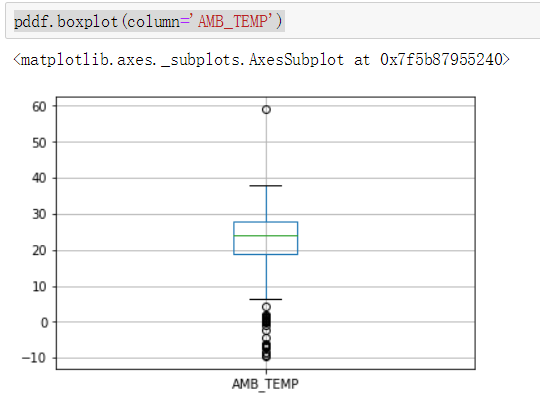 pddf.boxplot(column='AMB_TEMP')
<matplotlib.axes._subplots.AxesSubplot at 0x7f5b87955240>
60
50
40
30
20
10
0
−10
AMB_TEMP